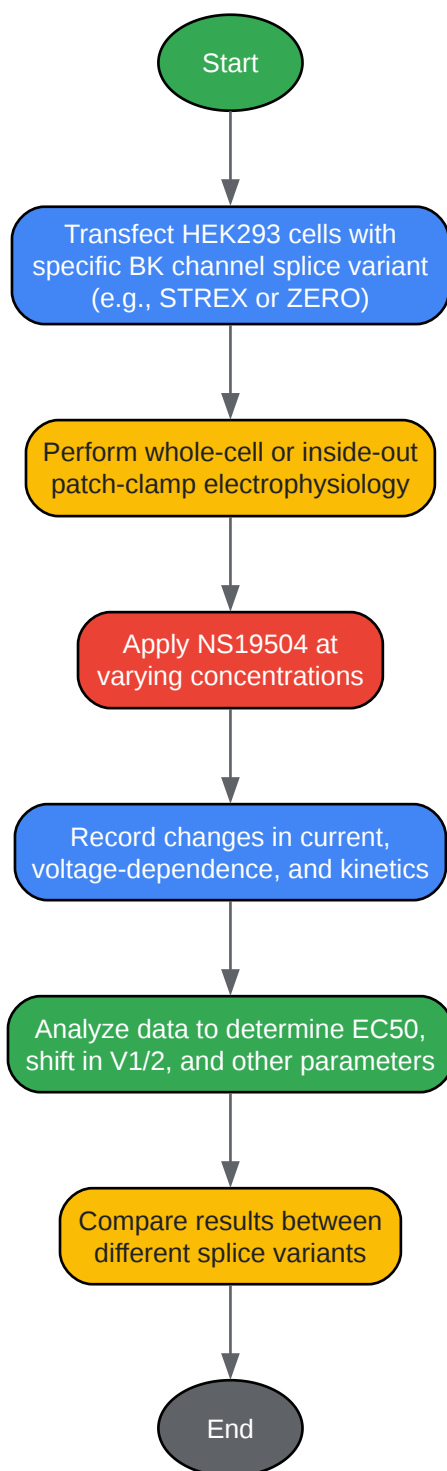 Start
Transfect HEK293 cells with
specific BK channel splice variant
(e.g., STREX or ZERO)
Perform whole-cell or inside-out
patch-clamp electrophysiology
Apply NS19504 at
varying concentrations
Record changes in current,
voltage-dependence, and kinetics
Analyze data to determine EC50,
shift in V1/2, and other parameters
Compare results between
different splice variants
End